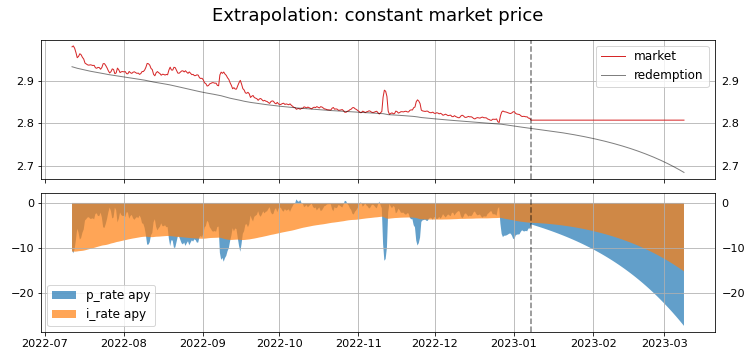 Extrapolation: constant market price
market
redemption
2.9
2.9
2.8
2.8
2.7
2.7
0
0
−10
−10
−20
−20
p_rate apy
i_rate apy
2022-07 2022-08 2022-09 2022-10 2022-11 2022-12 2023-01 2023-02 2023-03